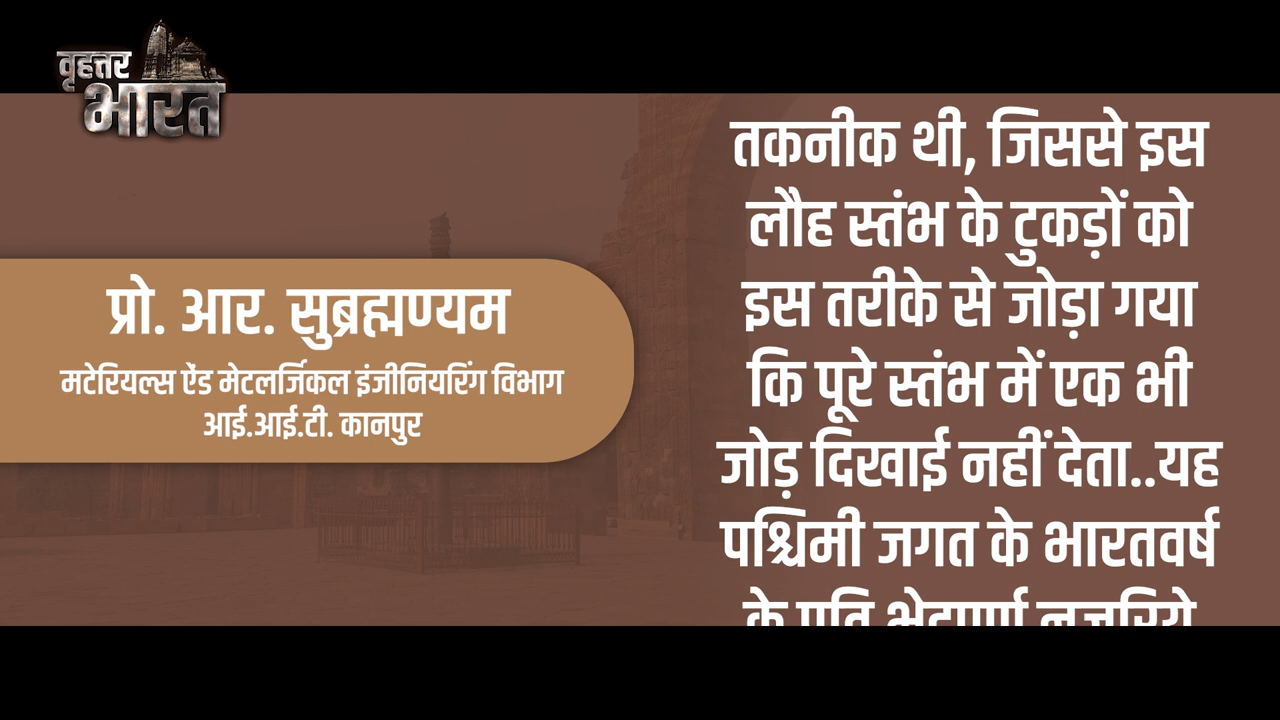 वृहत्तर
भारत
प्रो. आर. सुब्रह्मण्यम
मटेरियल्स ऐंड मेटलर्जिकल इंजीनियरिंग विभाग
आई.आई.टी. कानपुर
तकनीक थी, जिससे इस
लौह स्तंभ के टुकड़ों को
इस तरीके से जोड़ा गया
कि पूरे स्तंभ में एक भी
जोड़ दिखाई नहीं देता..यह
पश्चिमी जगत के भारतवर्ष
के प्रति